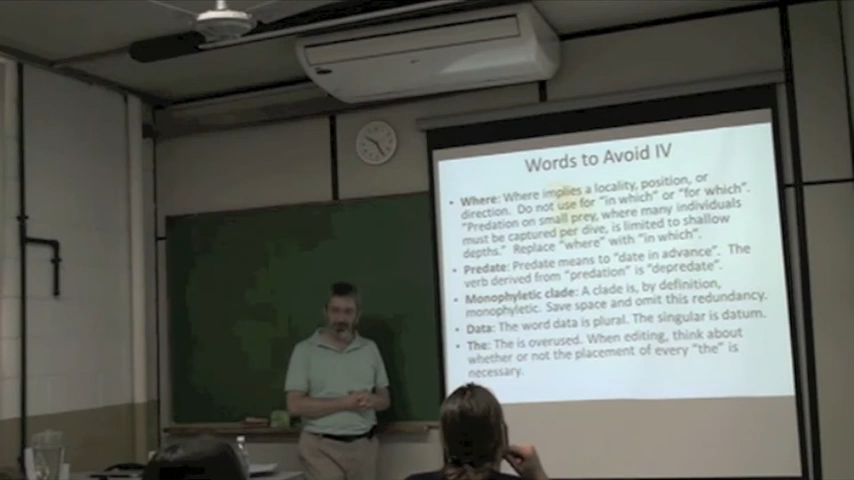 Words to Avoid IV
• Where: Where implies a locality, position, or
direction. Do not use for "in which" or "for which".
"Predation on small prey, where many individuals
must be captured per dive, is limited to shallow
depths." Replace "where" with "in which".
• Predate: Predate means to "date in advance". The
verb derived from "predation" is "depredate".
• Monophyletic clade: A clade is, by definition,
monophyletic. Save space and omit this redundancy.
• Data: The word data is plural. The singular is datum.
• The: The is overused. When editing, think about
whether or not the placement of every "the" is
necessary.